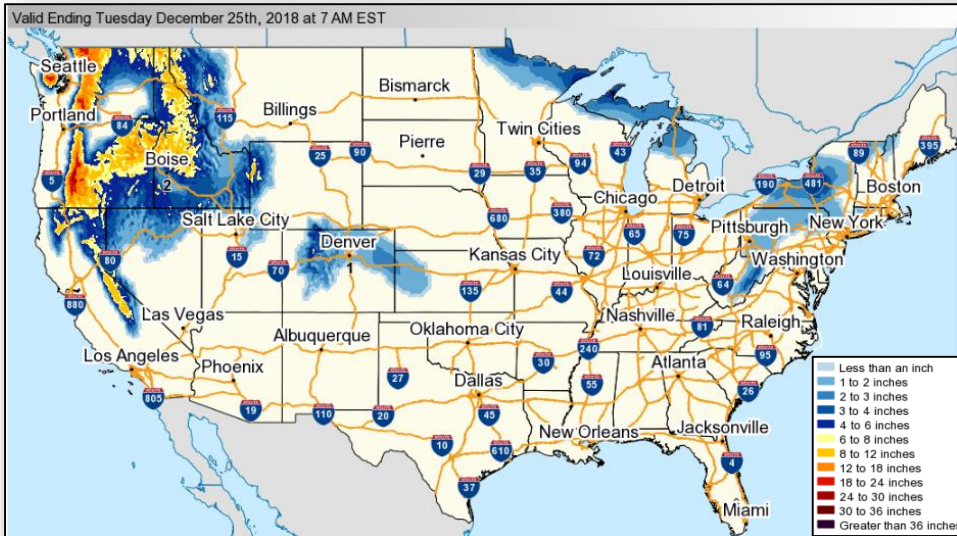 Valid Ending Tuesday December 25th, 2018 at 7 AM EST
Seattle
Portland
84
115
Billings
Bismarck
Twin Cities
89
395
Boise
2
5
25
90
Pierre
29
35
94
43
Detroit
190
481
Boston
Salt Lake City
680
380
Chicago
Pittsburgh
New York
80
15
70
Denver
1
Kansas City
72
65
75
Washington
135
44
Louisville
64
880
Las Vegas
Albuquerque
Oklahoma City
Nashville
81
Raleigh
Los Angeles
Phoenix
27
30
240
Atlanta
95
805
19
110
20
Dallas
55
26
45
Jacksonville
10
610
New Orleans
4
37
Miami
Less than an inch
1 to 2 inches
2 to 3 inches
3 to 4 inches
4 to 6 inches
6 to 8 inches
8 to 12 inches
12 to 18 inches
18 to 24 inches
24 to 30 inches
30 to 36 inches
Greater than 36 inches